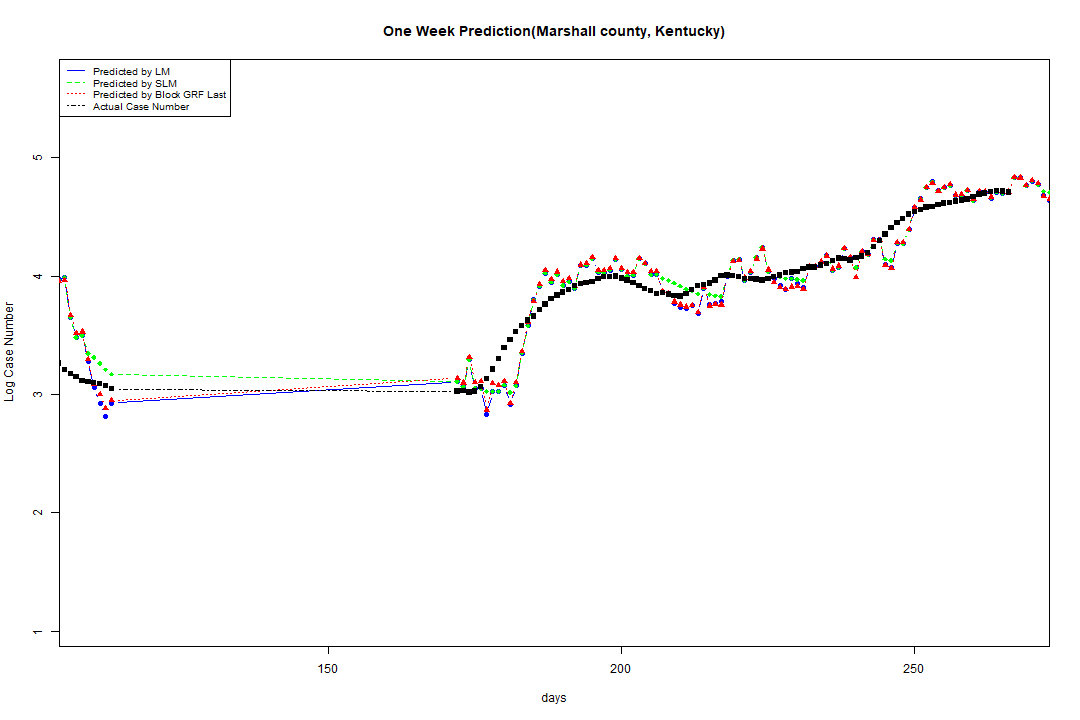 One Week Prediction(Marshall county, Kentucky)
Predicted by LM
Predicted by SLM
Predicted by Block GRF Last
Actual Case Number
5
4
3
2
1
Log Case Number
150
200
250
days